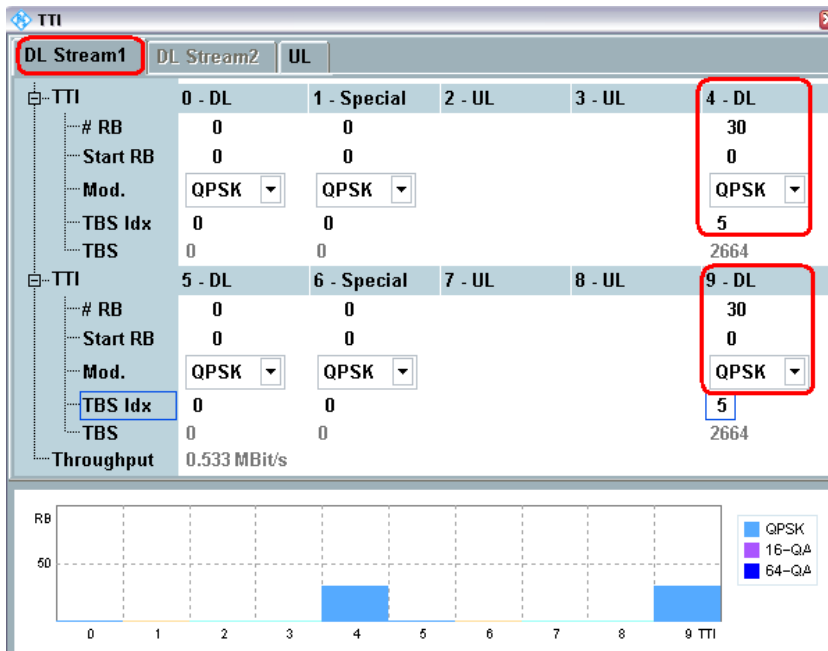 TTI
DL Stream1 DL Stream2 UL
TTI 0 - DL 1 - Special 2 - UL 3 - UL 4 - DL
# RB 0 0 30
Start RB 0 0 0
Mod. QPSK QPSK QPSK
TBS Idx 0 0 5
TBS 0 0 2664
TTI 5 - DL 6 - Special 7 - UL 8 - UL 9 - DL
# RB 0 0 30
Start RB 0 0 0
Mod. QPSK QPSK QPSK
TBS Idx 0 0 5
TBS 0 0 2664
Throughput 0.533 MBit/s
RB
50
QPSK
16-QA
64-QA
0 1 2 3 4 5 6 7 8 9 TTI